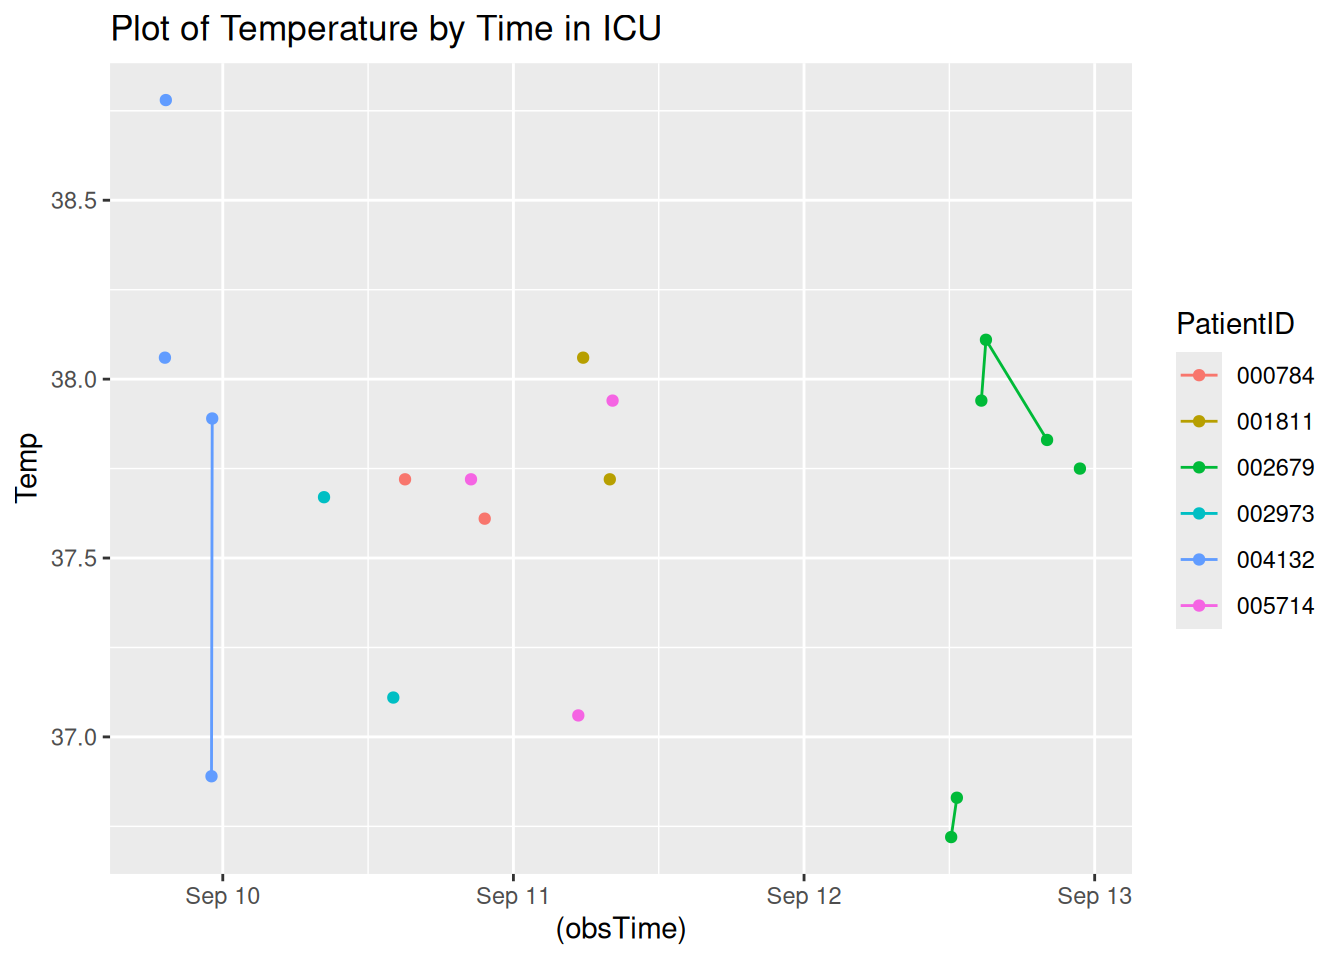 Plot of Temperature by Time in ICU
38.5
38.0
37.5
37.0
Temp
Sep 10
Sep 11
Sep 12
Sep 13
(obsTime)
PatientID
000784
001811
002679
002973
004132
005714